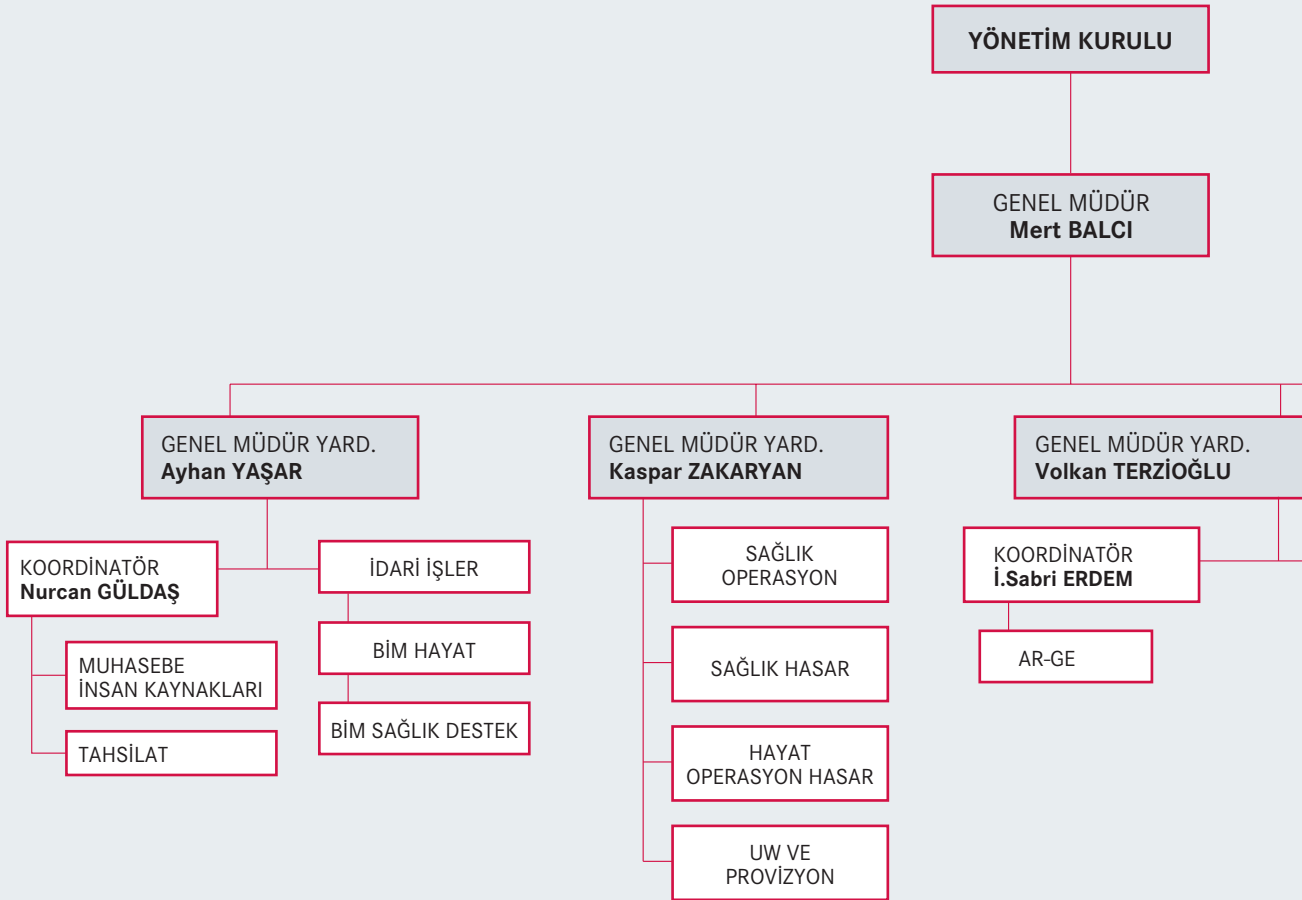 YÖNETİM KURULU
GENEL MÜDÜR
Mert BALCI
GENEL MÜDÜR YARD.
Ayhan YAŞAR
GENEL MÜDÜR YARD.
Kaspar ZAKARYAN
GENEL MÜDÜR YARD.
Volkan TERZİOĞLU
KOORDİNATÖR
Nurcan GÜLDAŞ
MUHASEBE
İNSAN KAYNAKLARI
TAHSİLAT
İDARİ İŞLER
BİM HAYAT
BİM SAĞLIK DESTEK
SAĞLIK
OPERASYON
SAĞLIK HASAR
HAYAT
OPERASYON HASAR
UW VE
PROVİZYON
KOORDİNATÖR
İ.Sabri ERDEM
AR-GE